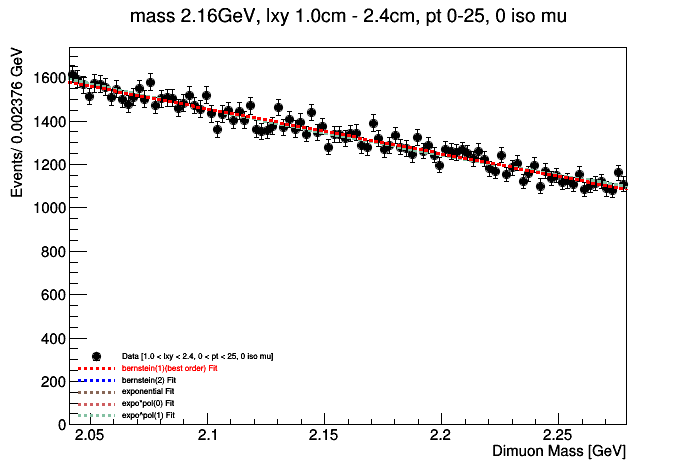 mass 2.16GeV, lxy 1.0cm - 2.4cm, pt 0-25, 0 iso mu
Events/ 0.002376 GeV
1600
1400
1200
1000
800
600
400
200
0
Data [1.0 < lxy < 2.4, 0 < pt < 25, 0 iso mu]
bernstein(1)(best order) Fit
bernstein(2) Fit
exponential Fit
expo*pol(0) Fit
expo*pol(1) Fit
2.05 2.1 2.15 2.2 2.25
Dimuon Mass [GeV]